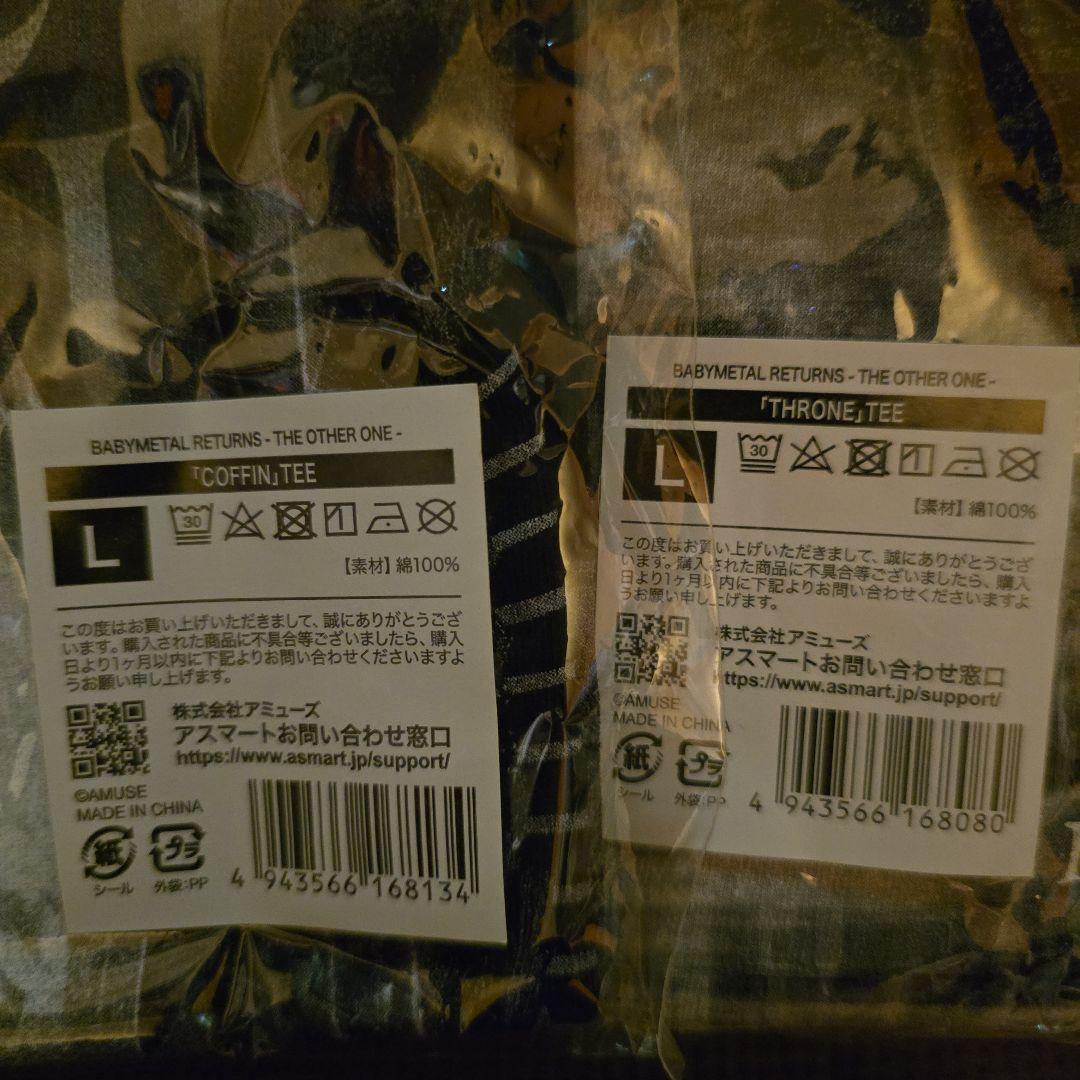 BABYMETAL RETURNS - THE OTHER ONE -
「COFFIN」TEE
L
30
【素材】綿100%
この度はお買い上げいただきまして、誠にありがとうござ
います。購入された商品に不具合等ございましたら、購入
日より1ヶ月以内に下記よりお問い合わせくださいますよ
うお願い申し上げます。
株式会社アミューズ
アスマートお問い合わせ窓口
https://www.asmart.jp/support/
©AMUSE
MADE IN CHINA
紙
シール
プラ
外袋:PP
4 943566 168134
BABYMETAL RETURNS - THE OTHER ONE -
「THRONE」TEE
L
30
【素材】綿100%
この度はお買い上げいただきまして、誠にありがとうござ
います。購入された商品に不具合等ございましたら、購入
日より1ヶ月以内に下記よりお問い合わせくださいますよ
うお願い申し上げます。
株式会社アミューズ
アスマートお問い合わせ窓口
https://www.asmart.jp/support/
©AMUSE
MADE IN CHINA
紙
シール
プラ
外袋:PP
4 943566 168080